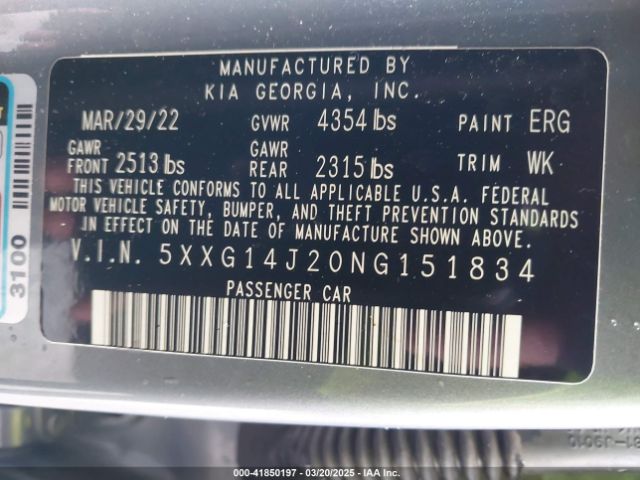 MANUFACTURED BY
KIA GEORGIA, INC.
MAR/29/22 GVWR 4354 lbs PAINT ERG
GAWR FRONT 2513 lbs GAWR REAR 2315 lbs TRIM WK
THIS VEHICLE CONFORMS TO ALL APPLICABLE U.S.A. FEDERAL
MOTOR VEHICLE SAFETY, BUMPER, AND THEFT PREVENTION STANDARDS
IN EFFECT ON THE DATE OF MANUFACTURE SHOWN ABOVE.
V.I.N. 5XXG14J20NG151834
PASSENGER CAR
3100
000-41850197 - 03/20/2025 - IAA Inc.